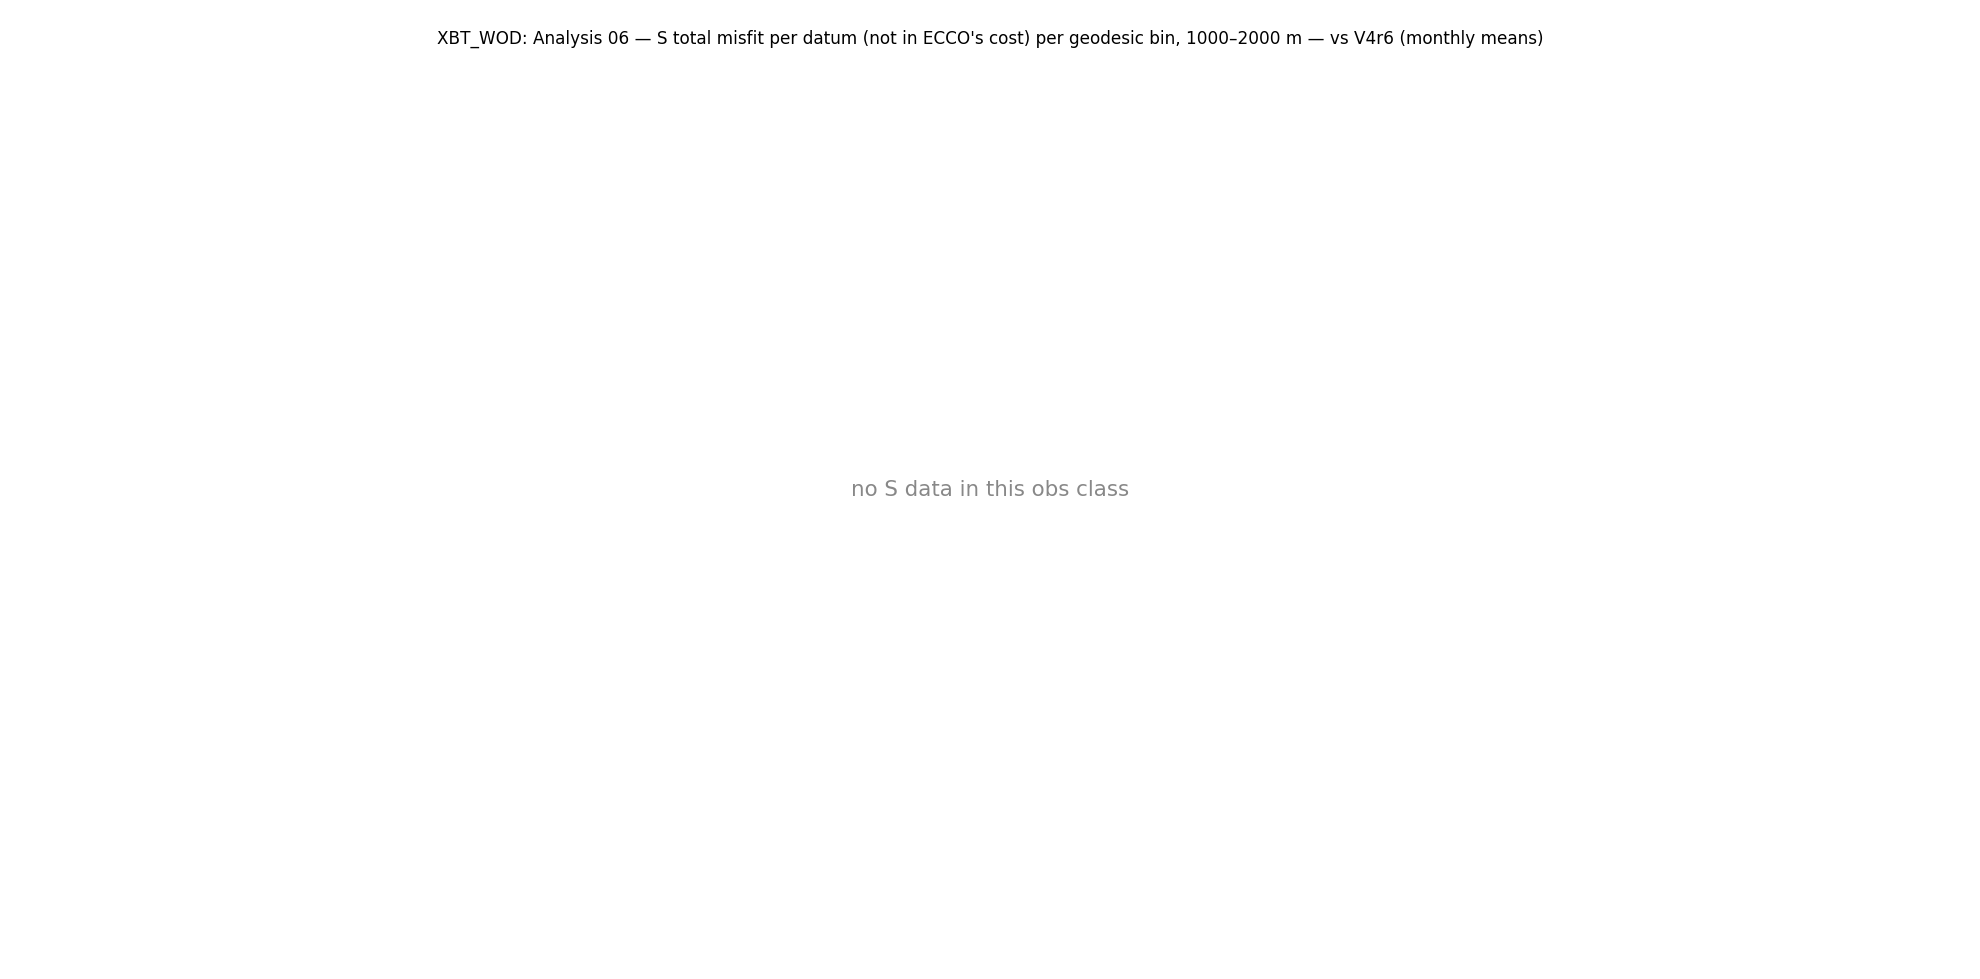 XBT_WOD: Analysis 06 — S total misfit per datum (not in ECCO's cost) per geodesic bin, 1000–2000 m — vs V4r6 (monthly means)
no S data in this obs class